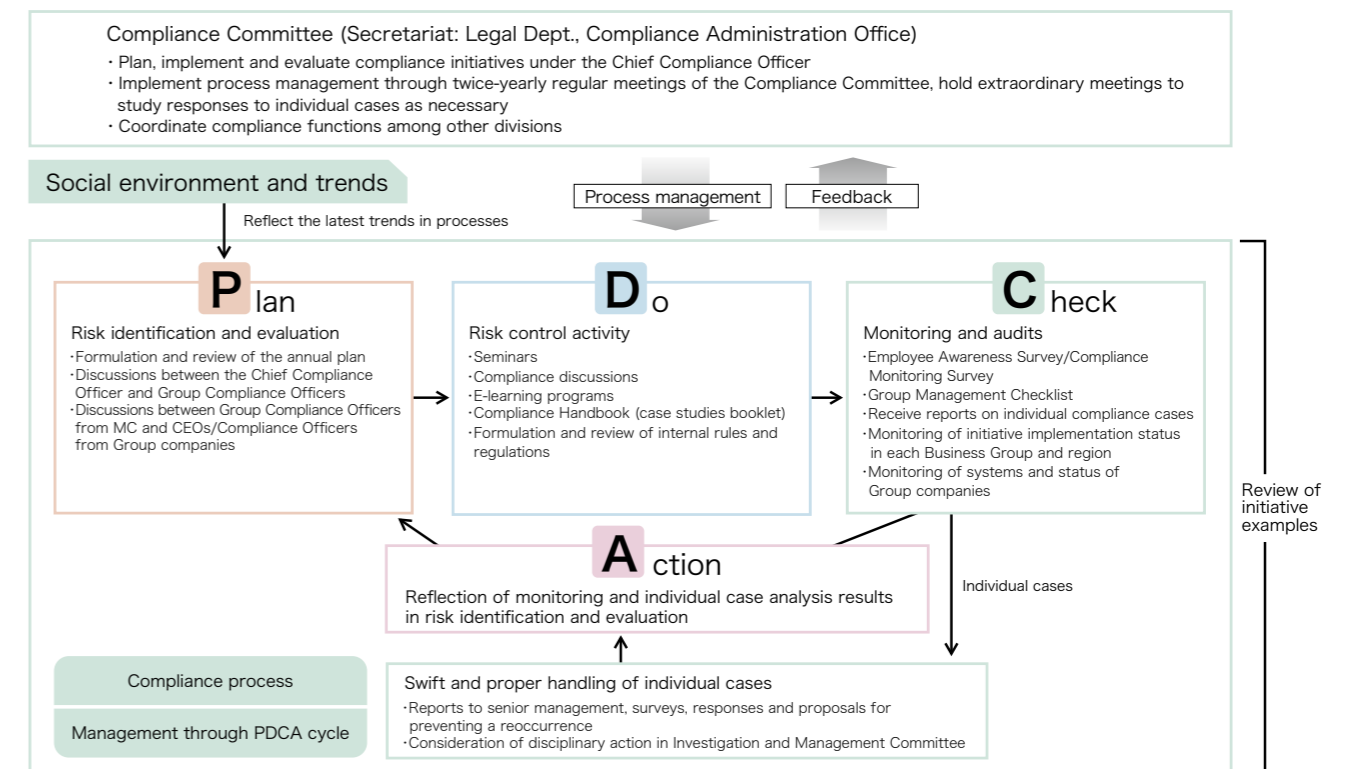 Compliance Committee (Secretariat: Legal Dept., Compliance Administration Office)
・Plan, implement and evaluate compliance initiatives under the Chief Compliance Officer
・Implement process management through twice-yearly regular meetings of the Compliance Committee, hold extraordinary meetings to
study responses to individual cases as necessary
・Coordinate compliance functions among other divisions
Social environment and trends
Process management
Feedback
Reflect the latest trends in processes
Plan
Risk identification and evaluation
・Formulation and review of the annual plan
・Discussions between the Chief Compliance
Officer and Group Compliance Officers
・Discussions between Group Compliance Officers
from MC and CEOs/Compliance Officers
from Group companies
Do
Risk control activity
・Seminars
・Compliance discussions
・E-learning programs
・Compliance Handbook (case studies booklet)
・Formulation and review of internal rules and
regulations
Check
Monitoring and audits
・Employee Awareness Survey/Compliance
Monitoring Survey
・Group Management Checklist
・Receive reports on individual compliance cases
・Monitoring of initiative implementation status
in each Business Group and region
・Monitoring of systems and status of
Group companies
Review of
initiative
examples
Action
Reflection of monitoring and individual case analysis results
in risk identification and evaluation
Individual cases
Compliance process
Management through PDCA cycle
Swift and proper handling of individual cases
・Reports to senior management, surveys, responses and proposals for
preventing a reoccurrence
・Consideration of disciplinary action in Investigation and Management Committee